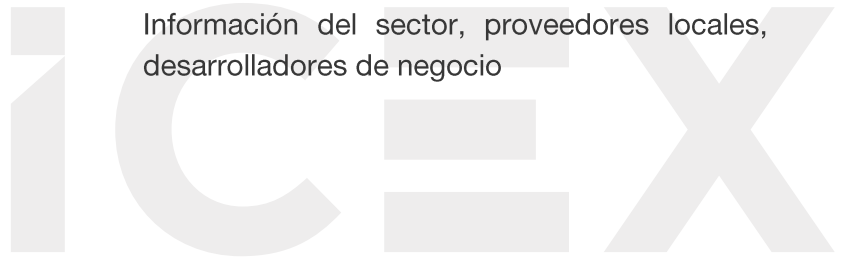 Información del sector, proveedores locales,
desarrolladores de negocio
iCEX